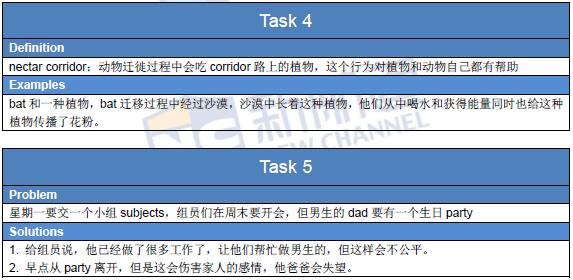 Task 4
Definition
nectar corridor：动物迁徙过程中会吃 corridor 路上的植物，这个行为对植物和动物自己都有帮助
Examples
bat 和一种植物，bat 迁移过程中经过沙漠，沙漠中长着这种植物，他们从中喝水和获得能量同时也给这种
植物传播了花粉。
Task 5
Problem
星期一要交一个小组 subjects，组员们在周末要开会，但男生的 dad 要有一个生日 party
Solutions
1. 给组员说，他已经做了很多工作了，让他们帮忙做男生的，但这样会不公平。
2. 早点从 party 离开，但是这会伤害家人的感情，他爸爸会失望。